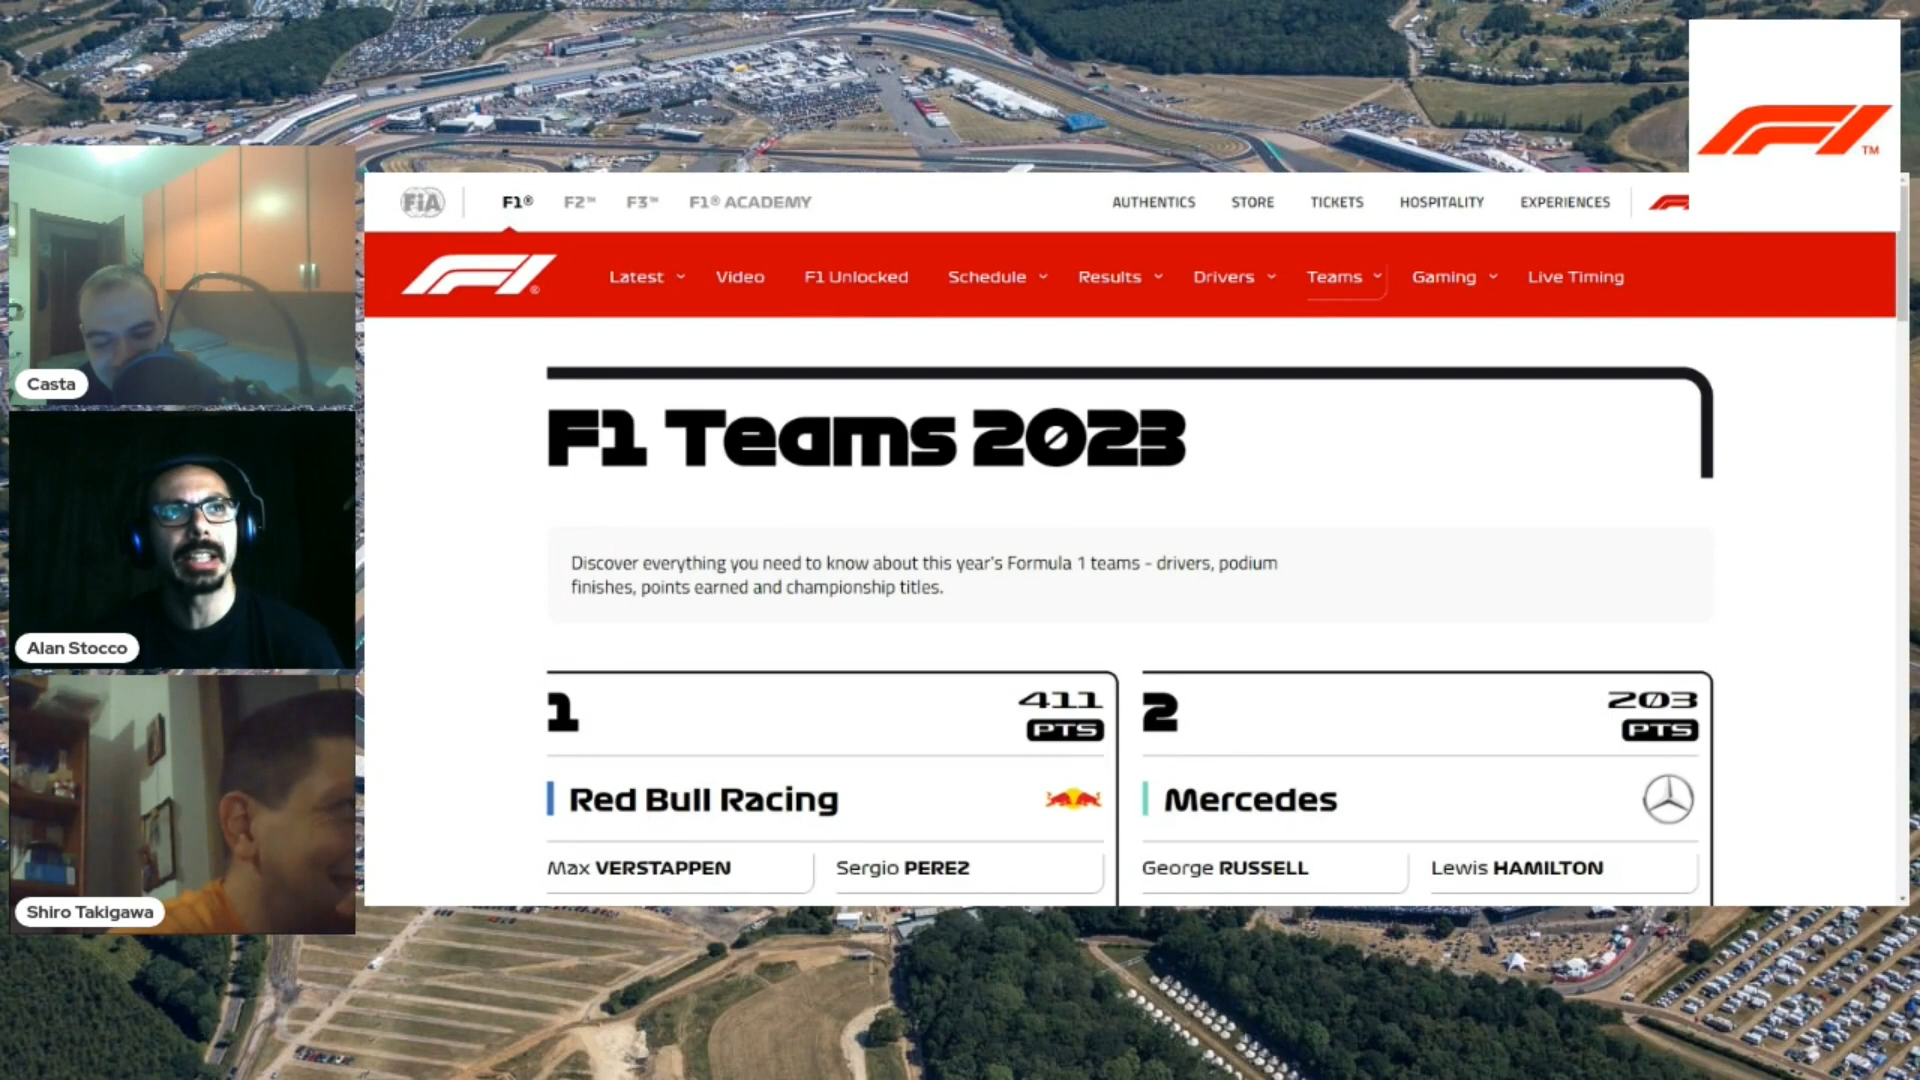 FiA
F1® F2™ F3™ F1® ACADEMY
AUTHENTICS STORE TICKETS HOSPITALITY EXPERIENCES
F1 TM
F1® Latest Video F1 Unlocked Schedule Results Drivers Teams Gaming Live Timing
F1 Teams 2023
Discover everything you need to know about this year's Formula 1 teams - drivers, podium
finishes, points earned and championship titles.
1 411
PTS
Red Bull Racing
Max VERSTAPPEN Sergio PEREZ
2 203
PTS
Mercedes
George RUSSELL Lewis HAMILTON
Casta
Alan Stocco
Shiro Takigawa